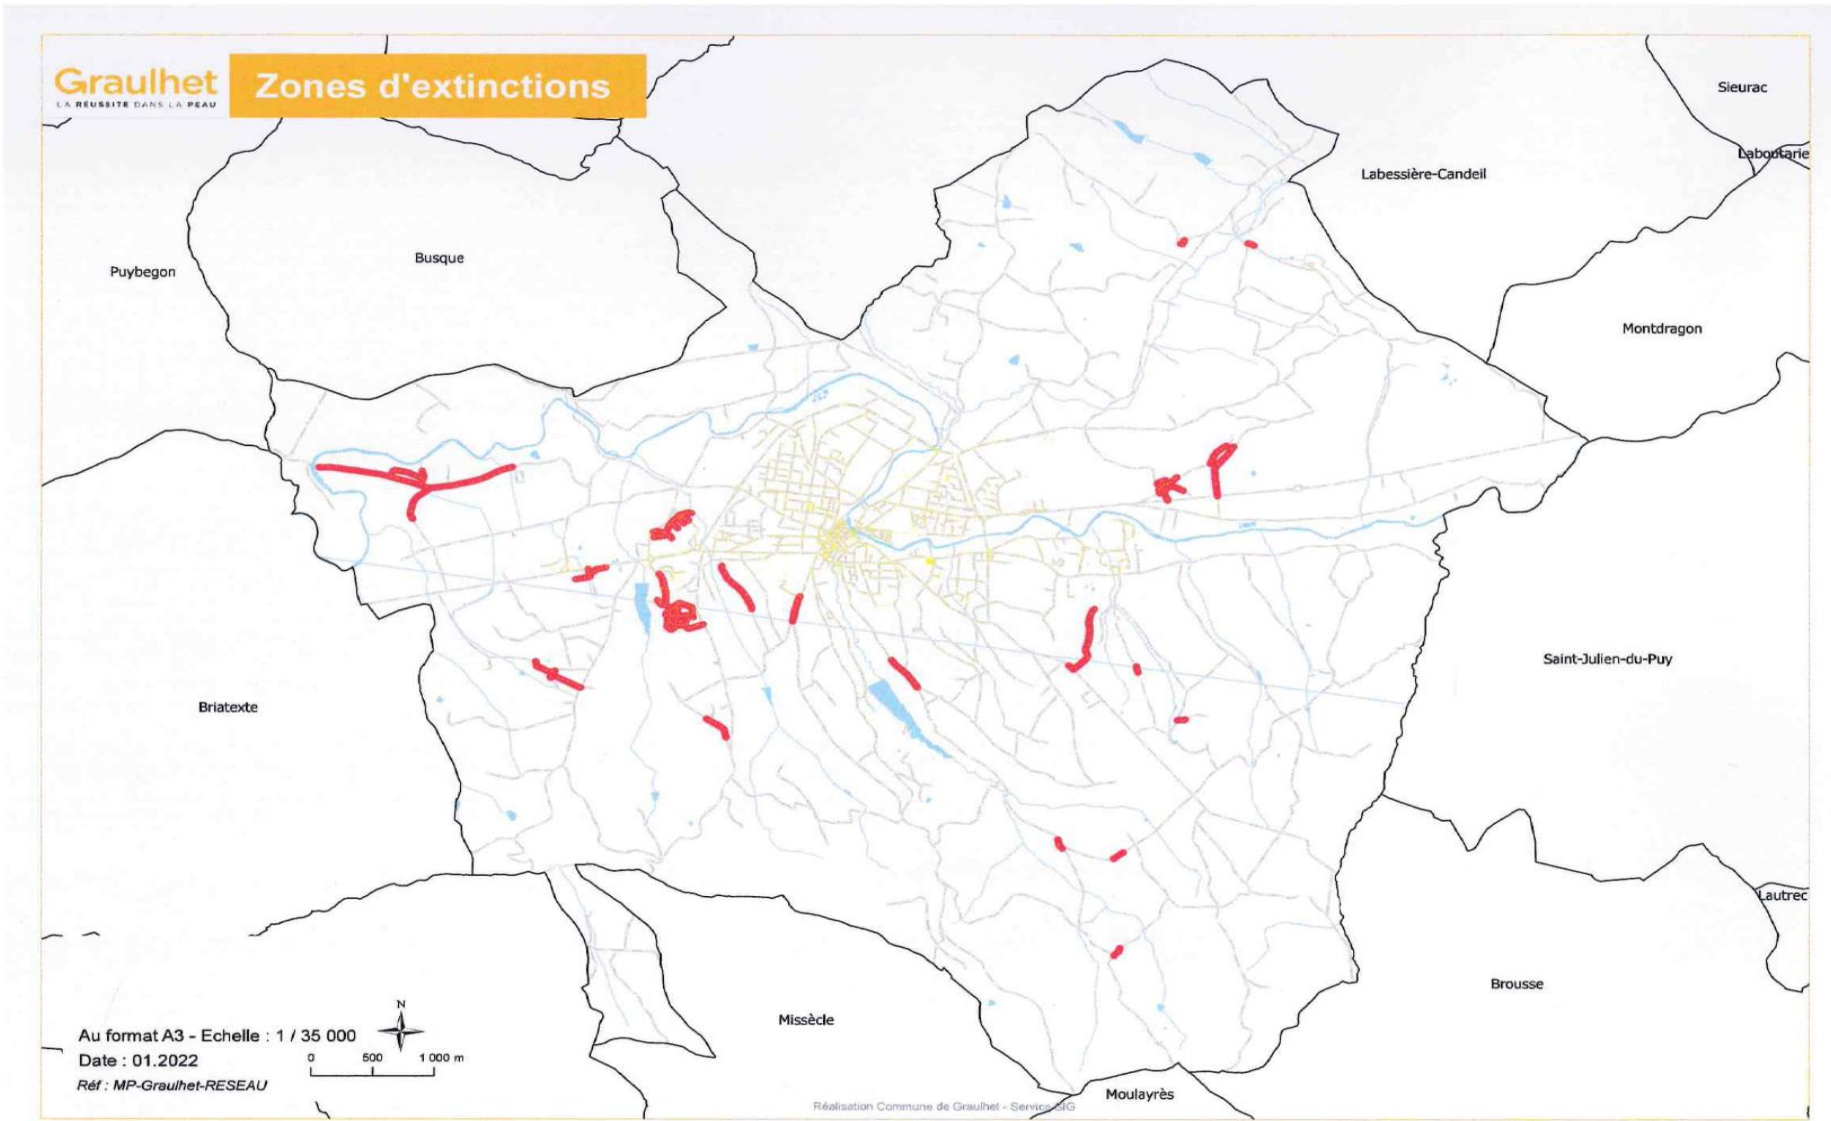 Graulhet
LA RÉUSSITE DANS LA PEAU
Zones d'extinctions
Sieurac
Laboutarie
Labessière-Candeil
Busque
Puybegon
Montdragon
Saint-Julien-du-Puy
Briatexte
Lautrec
Brousse
Missècle
Moulayrès
N
Au format A3 - Echelle : 1 / 35 000
0 500 1 000 m
Date : 01.2022
Réf : MP-Graulhet-RESEAU
Réalisation Commune de Graulhet - Service SIG